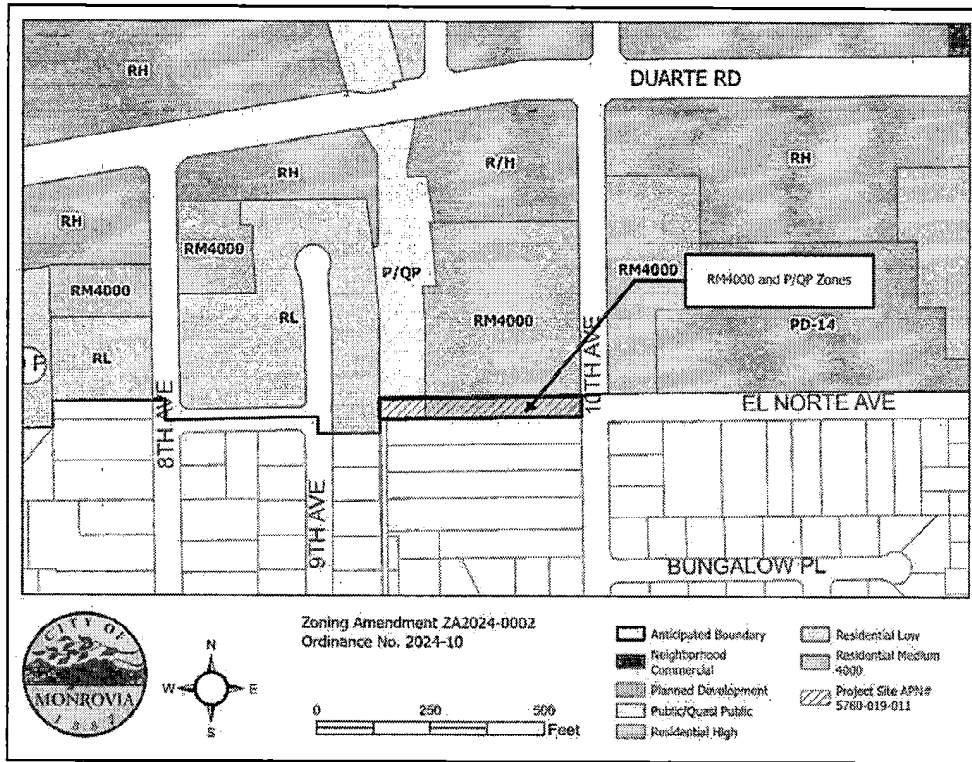 RH
DUARTE RD
RH
R/H
RH
RH
RM4000
P/QP
RM4000
RM4000 and P/QP Zones
RM4000
RL
RM4000
PD-14
RL
P
8TH AVE
10TH AVE
EL NORTE AVE
9TH AVE
BUNGALOW PL
CITY OF
MONROVIA
1887
N
W
E
S
Zoning Amendment ZA2024-0002
Ordinance No. 2024-10
0 250 500
Feet
Anticipated Boundary
Neighborhood
Commercial
Planned Development
Public/Quasi Public
Residential High
Residential Low
Residential Medium
4000
Project Site APN#
5780-019-011